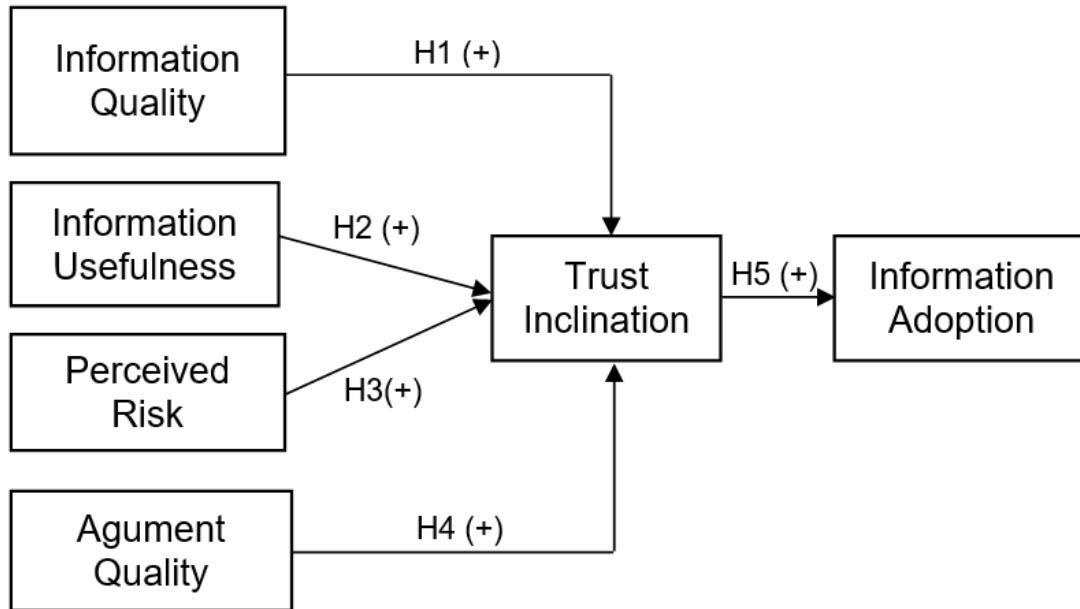 Information
Quality
H1 (+)
Information
Usefulness
H2 (+)
Perceived
Risk
H3(+)
Agument
Quality
H4 (+)
Trust
Inclination
H5 (+)
Information
Adoption